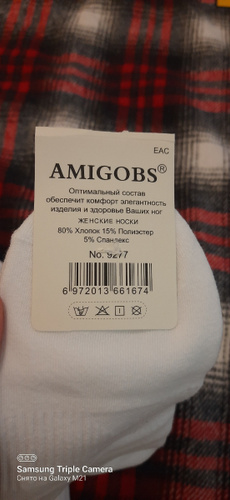 EAC
AMIGOBS®
Оптимальный состав
обеспечит комфорт элегантность
изделия и здоровье Ваших ног
ЖЕНСКИЕ НОСКИ
80% Хлопок 15% Полиэстер
5% Спандекс
No. 9277
6 972013 661674
Samsung Triple Camera
Снято на Galaxy M21